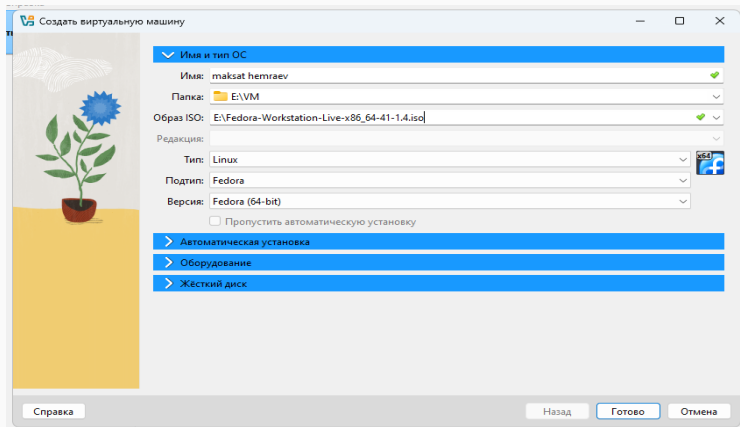 Создать виртуальную машину
Имя и тип ОС
Имя: maksat hemraev
Папка: E:\VM
Образ ISO: E:\Fedora-Workstation-Live-x86_64-41-1.4.iso
Редакция:
Тип: Linux
x64
Подтип: Fedora
Версия: Fedora (64-bit)
Пропустить автоматическую установку
Автоматическая установка
Оборудование
Жёсткий диск
Справка Назад Готово Отмена